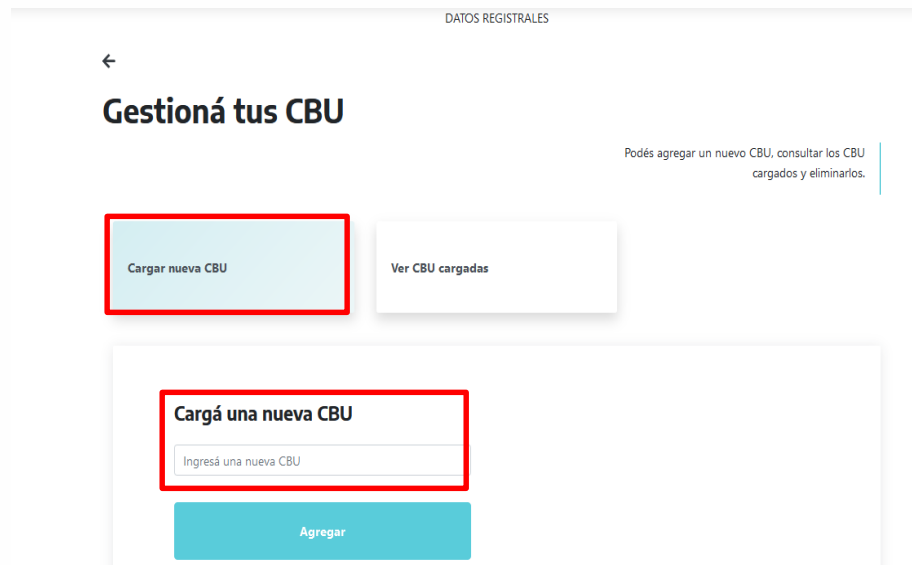 DATOS REGISTRALES
Gestioná tus CBU
Podés agregar un nuevo CBU, consultar los CBU
cargados y eliminarlos.
Cargar nueva CBU
Ver CBU cargadas
Cargá una nueva CBU
Ingresá una nueva CBU
Agregar